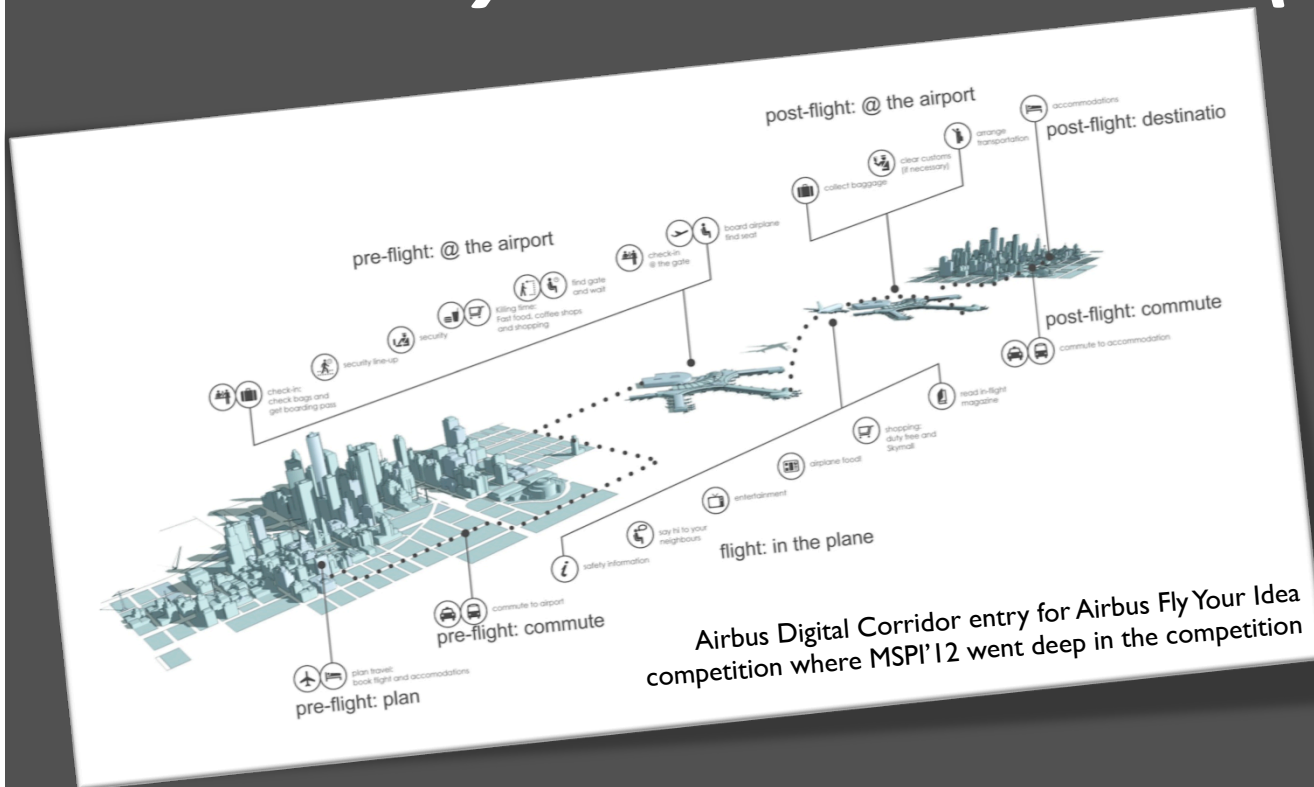 post-flight: @ the airport
accommodations
post-flight: destinatio
arrange
transportation
clear customs
(if necessary)
collect baggage
pre-flight: @ the airport
board airplane
find seat
check-in
@ the gate
find gate
and wait
killing time:
Fast food, coffee shops
and shopping
security
security line-up
check-in:
check bags and
get boarding pass
post-flight: commute
commute to accommodation
read in-flight
magazine
shopping:
duty free and
Skymall
airplane food!
entertainment
say hi to your
neighbours
i safety information
flight: in the plane
commute to airport
pre-flight: commute
plan travel:
book flight and accomodations
pre-flight: plan
Airbus Digital Corridor entry for Airbus Fly Your Idea
competition where MSPI'12 went deep in the competition